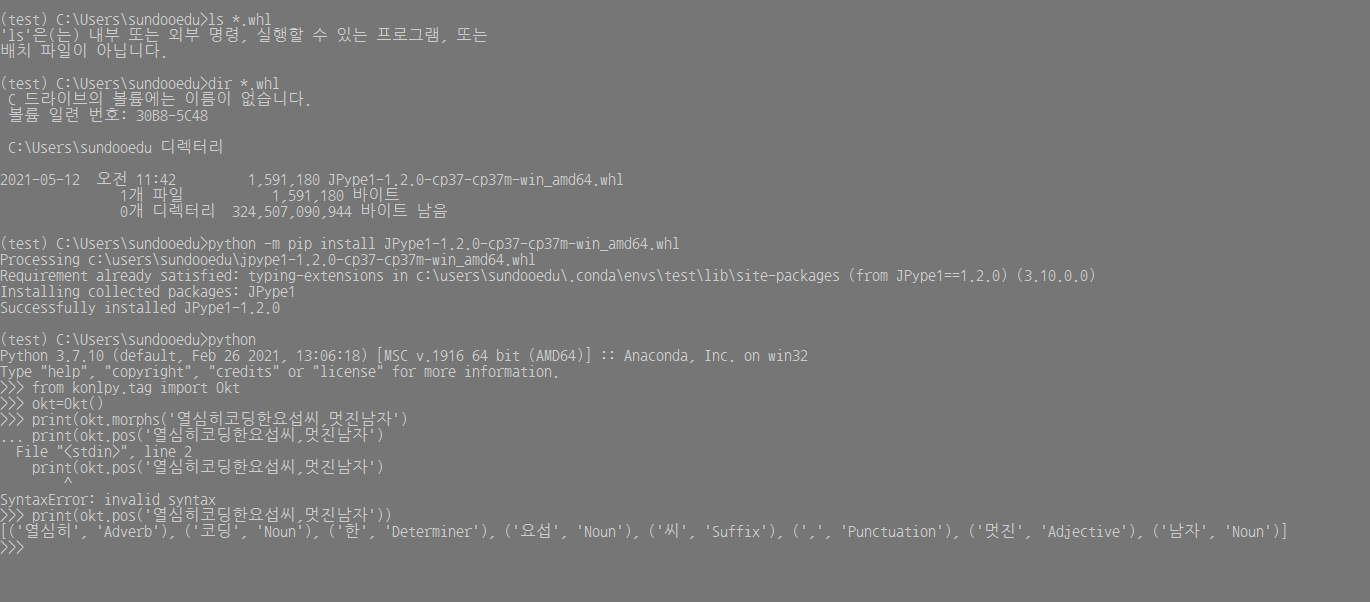 (test) C:\Users\sundooedu>ls *.whl
'ls'은(는) 내부 또는 외부 명령, 실행할 수 있는 프로그램, 또는
배치 파일이 아닙니다.
(test) C:\Users\sundooedu>dir *.whl
 C 드라이브의 볼륨에는 이름이 없습니다.
 볼륨 일련 번호: 30B8-5C48
 C:\Users\sundooedu 디렉터리
2021-05-12  오전 11:42         1,591,180 JPype1-1.2.0-cp37-cp37m-win_amd64.whl
               1개 파일           1,591,180 바이트
               0개 디렉터리  324,507,090,944 바이트 남음
(test) C:\Users\sundooedu>python -m pip install JPype1-1.2.0-cp37-cp37m-win_amd64.whl
Processing c:\users\sundooedu\jpype1-1.2.0-cp37-cp37m-win_amd64.whl
Requirement already satisfied: typing-extensions in c:\users\sundooedu\.conda\envs\test\lib\site-packages (from JPype1==1.2.0) (3.10.0.0)
Installing collected packages: JPype1
Successfully installed JPype1-1.2.0
(test) C:\Users\sundooedu>python
Python 3.7.10 (default, Feb 26 2021, 13:06:18) [MSC v.1916 64 bit (AMD64)] :: Anaconda, Inc. on win32
Type "help", "copyright", "credits" or "license" for more information.
>>> from konlpy.tag import Okt
>>> okt=Okt()
>>> print(okt.morphs('열심히코딩한요섭씨,멋진남자')
... print(okt.pos('열심히코딩한요섭씨,멋진남자')
  File "<stdin>", line 2
    print(okt.pos('열심히코딩한요섭씨,멋진남자')
        ^
SyntaxError: invalid syntax
>>> print(okt.pos('열심히코딩한요섭씨,멋진남자'))
[('열심히', 'Adverb'), ('코딩', 'Noun'), ('한', 'Determiner'), ('요섭', 'Noun'), ('씨', 'Suffix'), (',', 'Punctuation'), ('멋진', 'Adjective'), ('남자', 'Noun')]
>>>